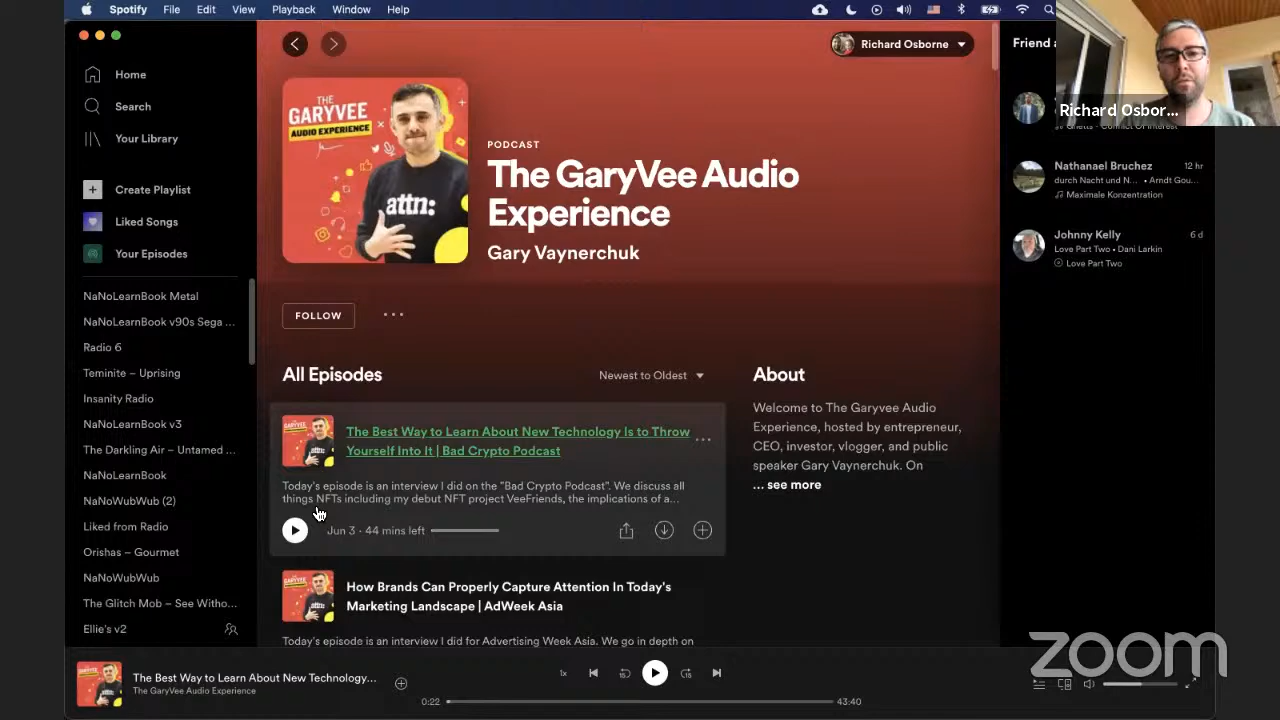 Spotify File Edit View Playback Window Help
Richard Osborne
Friend a
Richard Osbor...
Home
Search
Your Library
Create Playlist
Liked Songs
Your Episodes
NaNoLearnBook Metal
NaNoLearnBook v90s Sega ...
Radio 6
Teminite – Uprising
Insanity Radio
NaNoLearnBook v3
The Darkling Air – Untamed ...
NaNoLearnBook
NaNoWubWub (2)
Liked from Radio
Orishas – Gourmet
NaNoWubWub
The Glitch Mob – See Witho...
Ellie's v2
THE
GARYVEE
AUDIO EXPERIENCE
attn:
PODCAST
The GaryVee Audio
Experience
Gary Vaynerchuk
FOLLOW
All Episodes
Newest to Oldest
The Best Way to Learn About New Technology Is to Throw
Yourself Into It | Bad Crypto Podcast
Today's episode is an interview I did on the "Bad Crypto Podcast". We discuss all
things NFTs including my debut NFT project VeeFriends, the implications of a...
Jun 3 · 44 mins left
How Brands Can Properly Capture Attention In Today's
Marketing Landscape | AdWeek Asia
Today's episode is an interview I did for Advertising Week Asia. We go in depth on
About
Welcome to The Garyvee Audio
Experience, hosted by entrepreneur,
CEO, investor, vlogger, and public
speaker Gary Vaynerchuk. On
... see more
Ghetts · Conflict Of Interest
Nathanael Bruchez 12 hr
durch Nacht und N... • Arndt Gou...
Maximale Konzentration
Johnny Kelly 6 d
Love Part Two • Dani Larkin
Love Part Two
The Best Way to Learn About New Technology...
The GaryVee Audio Experience
1x
0:22
43:40
zoom